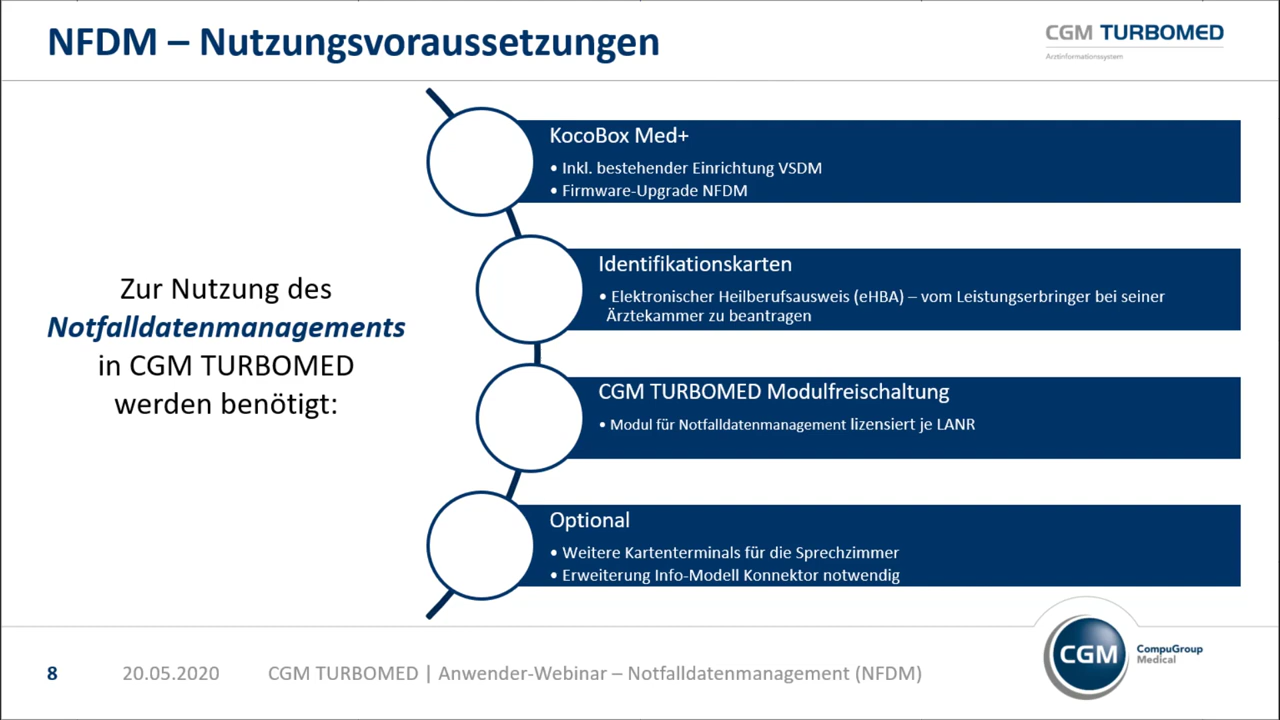 NFDM – Nutzungsvoraussetzungen
CGM TURBOMED
Arztinformationssystem
Zur Nutzung des
Notfalldatenmanagements
in CGM TURBOMED
werden benötigt:
KocoBox Med+
• Inkl. bestehender Einrichtung VSDM
• Firmware-Upgrade NFDM
Identifikationskarten
• Elektronischer Heilberufsausweis (eHBA) – vom Leistungserbringer bei seiner
Ärztekammer zu beantragen
CGM TURBOMED Modulfreischaltung
• Modul für Notfalldatenmanagement lizensiert je LANR
Optional
• Weitere Kartenterminals für die Sprechzimmer
• Erweiterung Info-Modell Konnektor notwendig
8 20.05.2020 CGM TURBOMED | Anwender-Webinar – Notfalldatenmanagement (NFDM)
CGM
CompuGroup
Medical